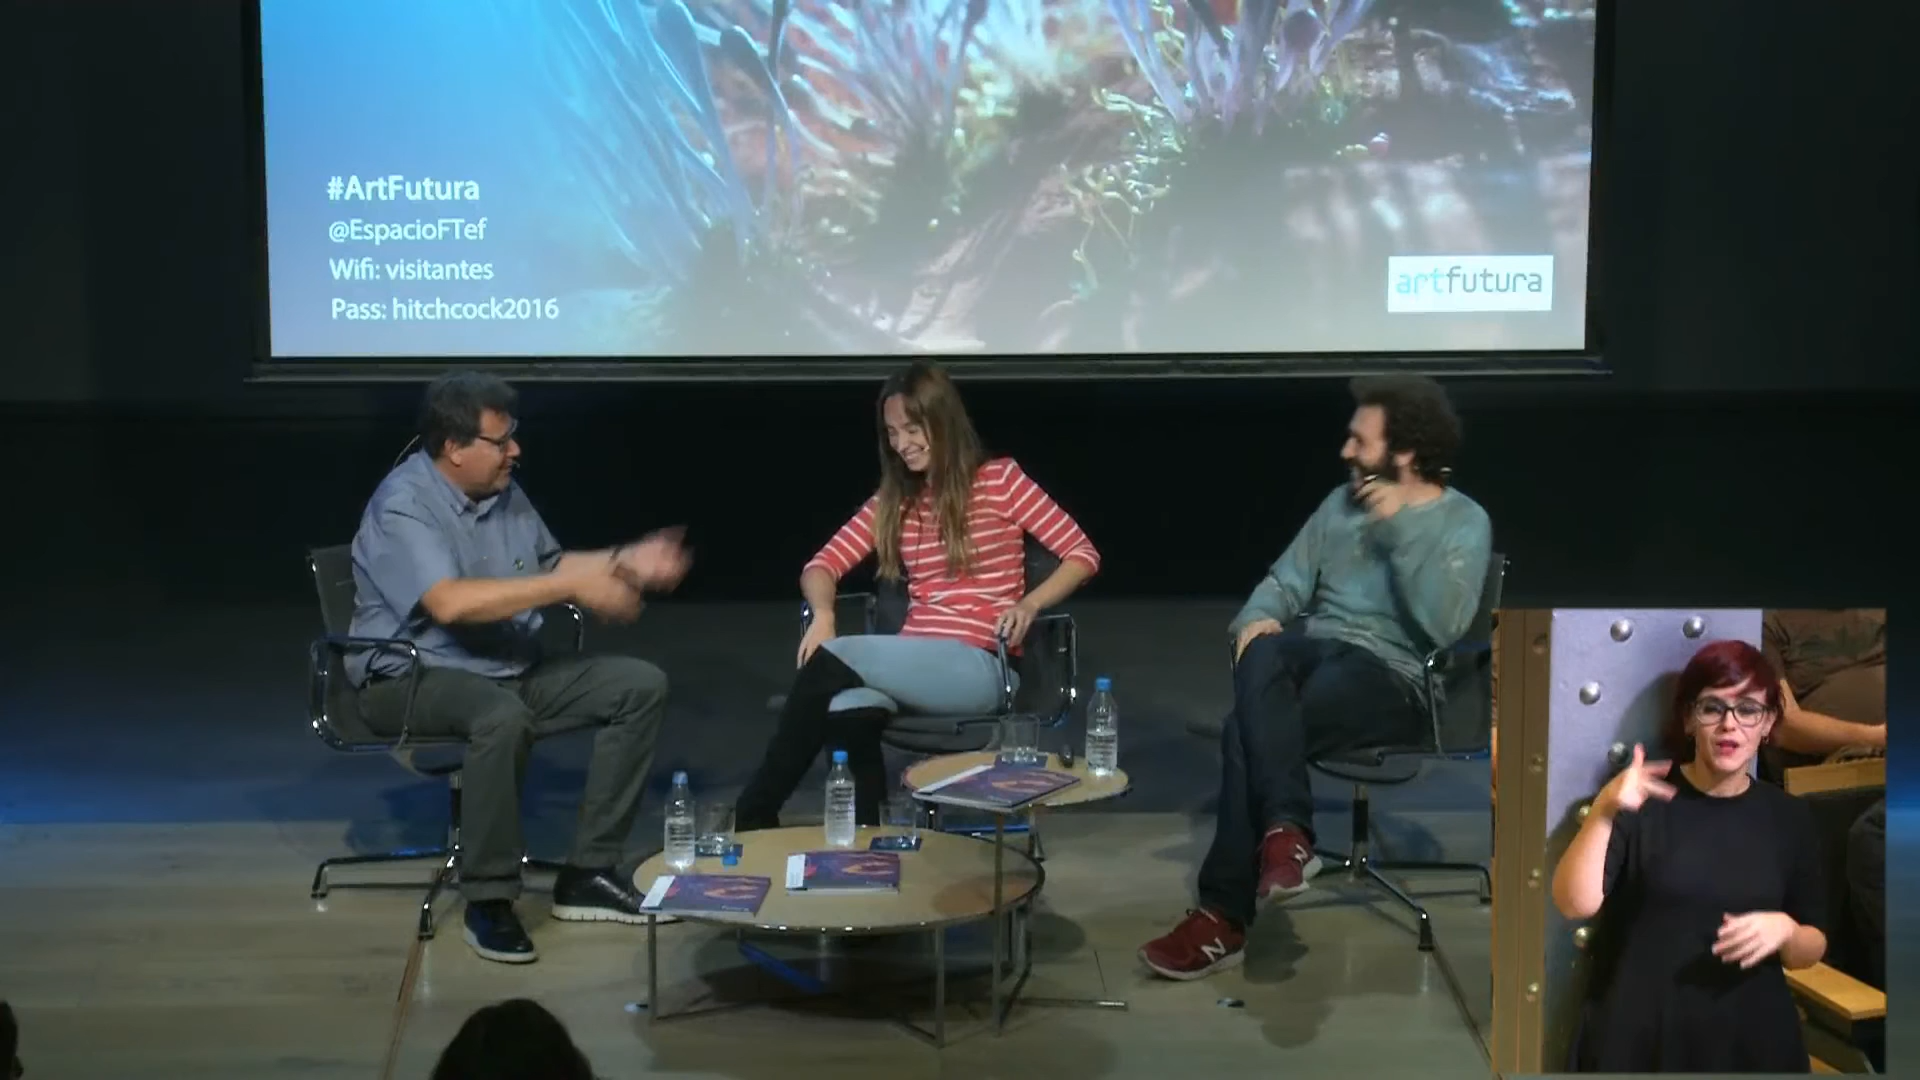 #ArtFutura
@EspacioFTef
Wifi: visitantes
Pass: hitchcock2016
artfutura
N
N